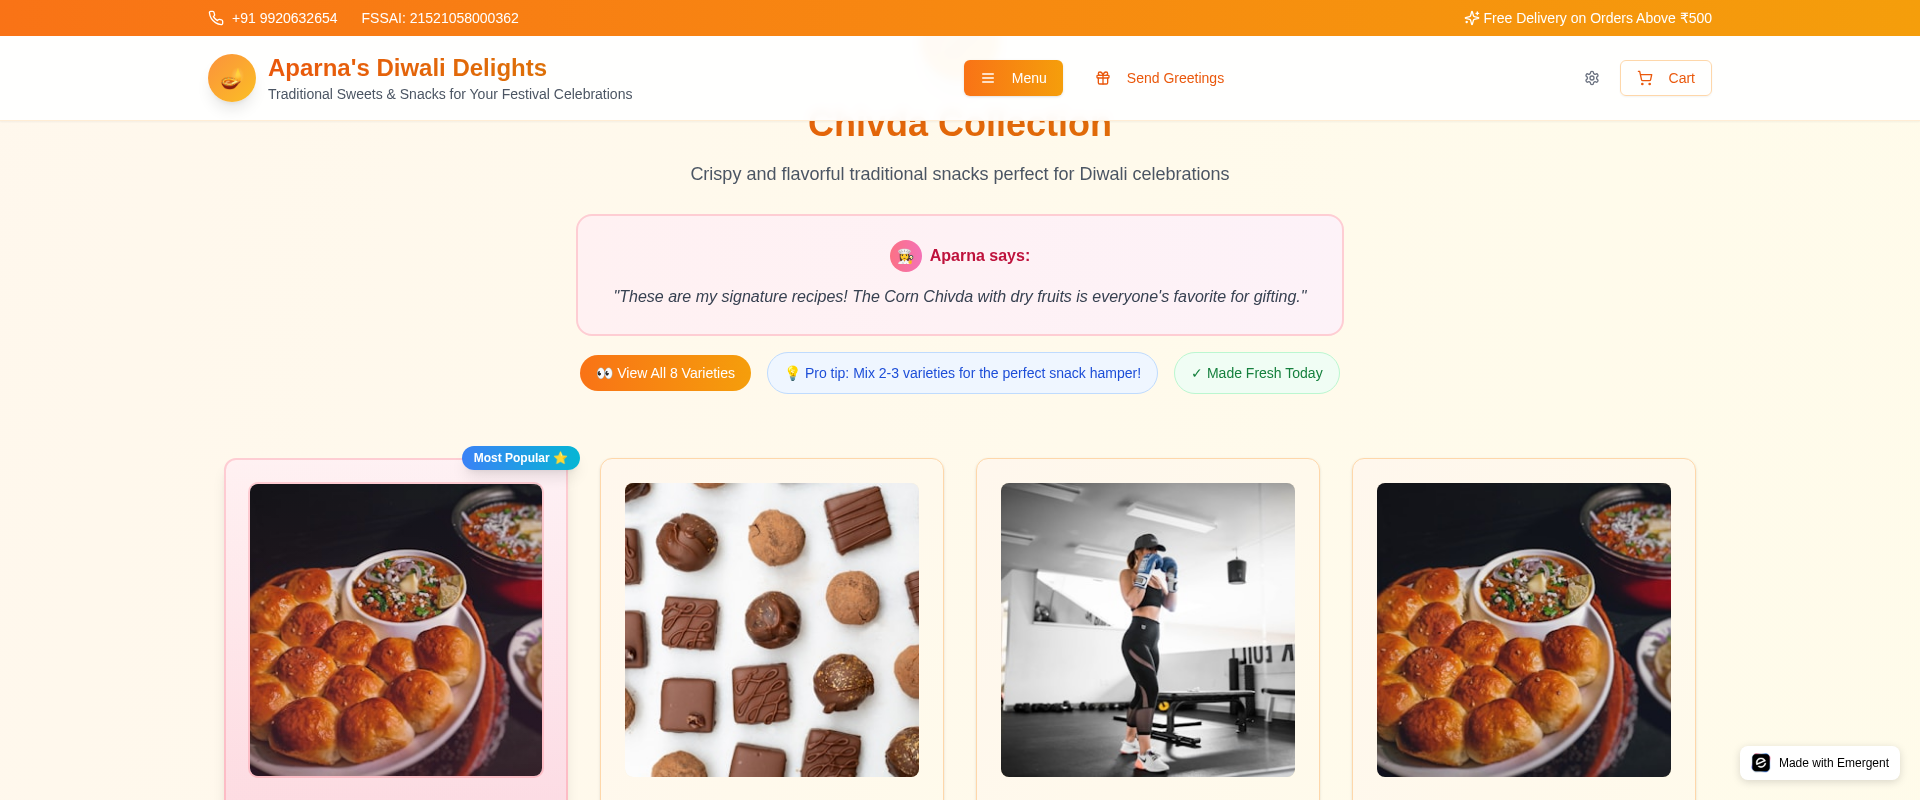 +91 9920632654
FSSAI: 21521058000362
Free Delivery on Orders Above ₹500
Aparna's Diwali Delights
Traditional Sweets & Snacks for Your Festival Celebrations
Menu
Send Greetings
Cart
Chivda Collection
Crispy and flavorful traditional snacks perfect for Diwali celebrations
Aparna says:
"These are my signature recipes! The Corn Chivda with dry fruits is everyone's favorite for gifting."
👀 View All 8 Varieties
💡 Pro tip: Mix 2-3 varieties for the perfect snack hamper!
✓ Made Fresh Today
Most Popular ⭐
Made with Emergent